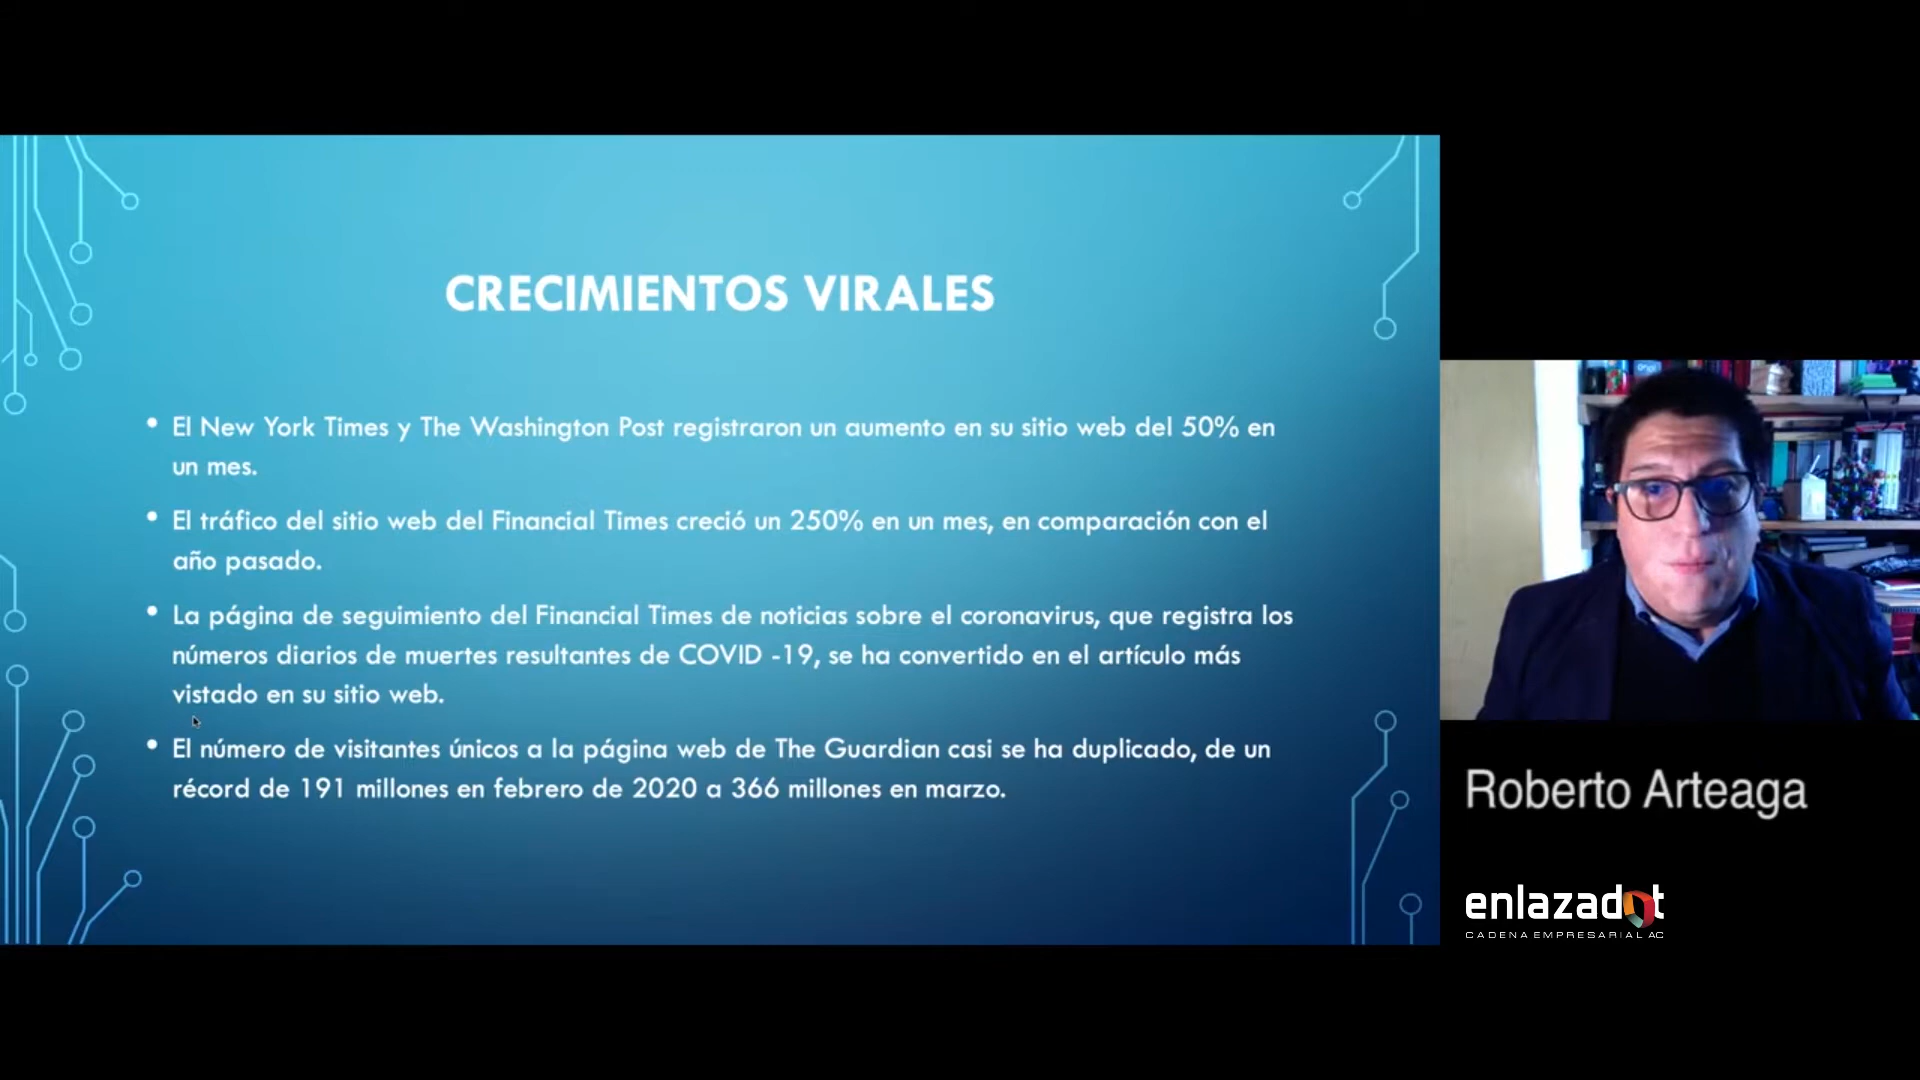 CRECIMIENTOS VIRALES
• El New York Times y The Washington Post registraron un aumento en su sitio web del 50% en
un mes.
• El tráfico del sitio web del Financial Times creció un 250% en un mes, en comparación con el
año pasado.
• La página de seguimiento del Financial Times de noticias sobre el coronavirus, que registra los
números diarios de muertes resultantes de COVID -19, se ha convertido en el artículo más
vistado en su sitio web.
• El número de visitantes únicos a la página web de The Guardian casi se ha duplicado, de un
récord de 191 millones en febrero de 2020 a 366 millones en marzo.
Roberto Arteaga
enlazadot
CADENA EMPRESARIAL AC